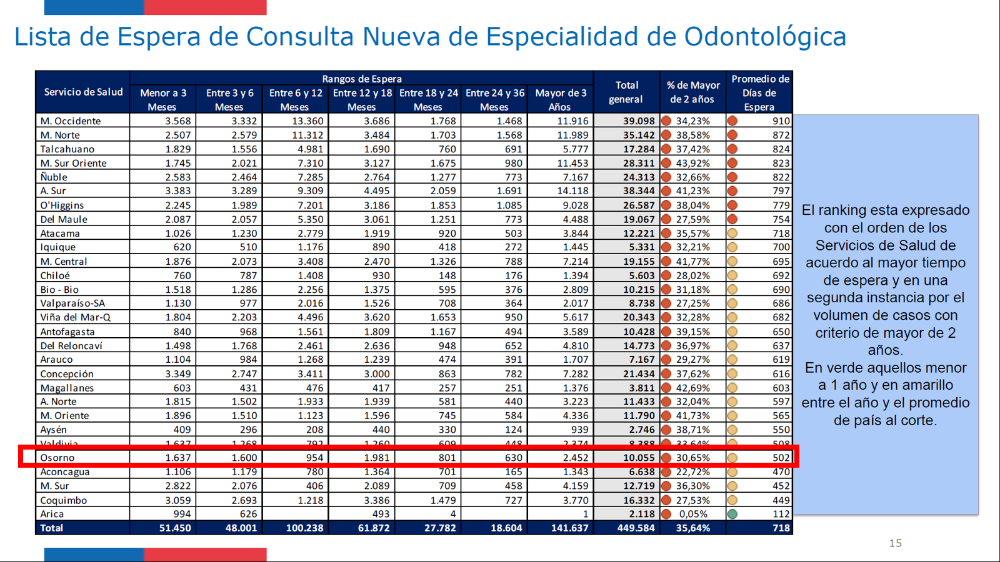 Lista de Espera de Consulta Nueva de Especialidad de Odontológica
Servicio de Salud Rangos de Espera Total general % de Mayor de 2 años Promedio de Días de Espera
Menor a 3 Meses Entre 3 y 6 Meses Entre 6 y 12 Meses Entre 12 y 18 Meses Entre 18 y 24 Meses Entre 24 y 36 Meses Mayor de 3 Años
M. Occidente 3.568 3.332 13.360 3.686 1.768 1.468 11.916 39.098 34,23% 910
M. Norte 2.507 2.579 11.312 3.484 1.703 1.568 11.989 35.142 38,58% 872
Talcahuano 1.829 1.556 4.981 1.690 760 691 5.777 17.284 37,42% 824
M. Sur Oriente 1.745 2.021 7.310 3.127 1.675 980 11.453 28.311 43,92% 823
Ñuble 2.583 2.464 7.285 2.764 1.277 773 7.167 24.313 32,66% 822
A. Sur 3.383 3.289 9.309 4.495 2.059 1.691 14.118 38.344 41,23% 797
O'Higgins 2.245 1.989 7.201 3.186 1.853 1.085 9.028 26.587 38,04% 779
Del Maule 2.087 2.057 5.350 3.061 1.251 773 4.488 19.067 27,59% 754
Atacama 1.026 1.230 2.779 1.919 920 503 3.844 12.221 35,57% 718
Iquique 620 510 1.176 890 418 272 1.445 5.331 32,21% 700
M. Central 1.876 2.073 3.408 2.470 1.326 788 7.214 19.155 41,77% 695
Chiloé 760 787 1.408 930 148 176 1.394 5.603 28,02% 692
Bio - Bio 1.518 1.286 2.256 1.375 595 376 2.809 10.215 31,18% 690
Valparaíso-SA 1.130 977 2.016 1.526 708 364 2.017 8.738 27,25% 686
Viña del Mar-Q 1.804 2.203 4.496 3.620 1.653 950 5.617 20.343 32,28% 682
Antofagasta 840 968 1.561 1.809 1.167 494 3.589 10.428 39,15% 650
Del Reloncaví 1.498 1.768 2.461 2.636 948 652 4.810 14.773 36,97% 637
Arauco 1.104 984 1.268 1.239 474 391 1.707 7.167 29,27% 619
Concepción 3.349 2.747 3.411 3.000 863 782 7.282 21.434 37,62% 616
Magallanes 603 431 476 417 257 251 1.376 3.811 42,69% 603
A. Norte 1.815 1.502 1.933 1.939 581 440 3.223 11.433 32,04% 597
M. Oriente 1.896 1.510 1.123 1.596 745 584 4.336 11.790 41,73% 565
Aysén 409 296 208 440 330 124 939 2.746 38,71% 550
Valdivia 1.637 1.268 792 1.260 609 448 2.374 8.388 33,64% 508
Osorno 1.637 1.600 954 1.981 801 630 2.452 10.055 30,65% 502
Aconcagua 1.106 1.179 780 1.364 701 165 1.343 6.638 22,72% 470
M. Sur 2.822 2.076 406 2.089 709 458 4.159 12.719 36,30% 452
Coquimbo 3.059 2.693 1.218 3.386 1.479 727 3.770 16.332 27,53% 449
Arica 994 626 493 4 1 2.118 0,05% 112
Total 51.450 48.001 100.238 61.872 27.782 18.604 141.637 449.584 35,64% 718
El ranking esta expresado
con el orden de los
Servicios de Salud de
acuerdo al mayor tiempo
de espera y en una
segunda instancia por el
volumen de casos con
criterio de mayor de 2
años.
En verde aquellos menor
a 1 año y en amarillo
entre el año y el promedio
de país al corte.
15